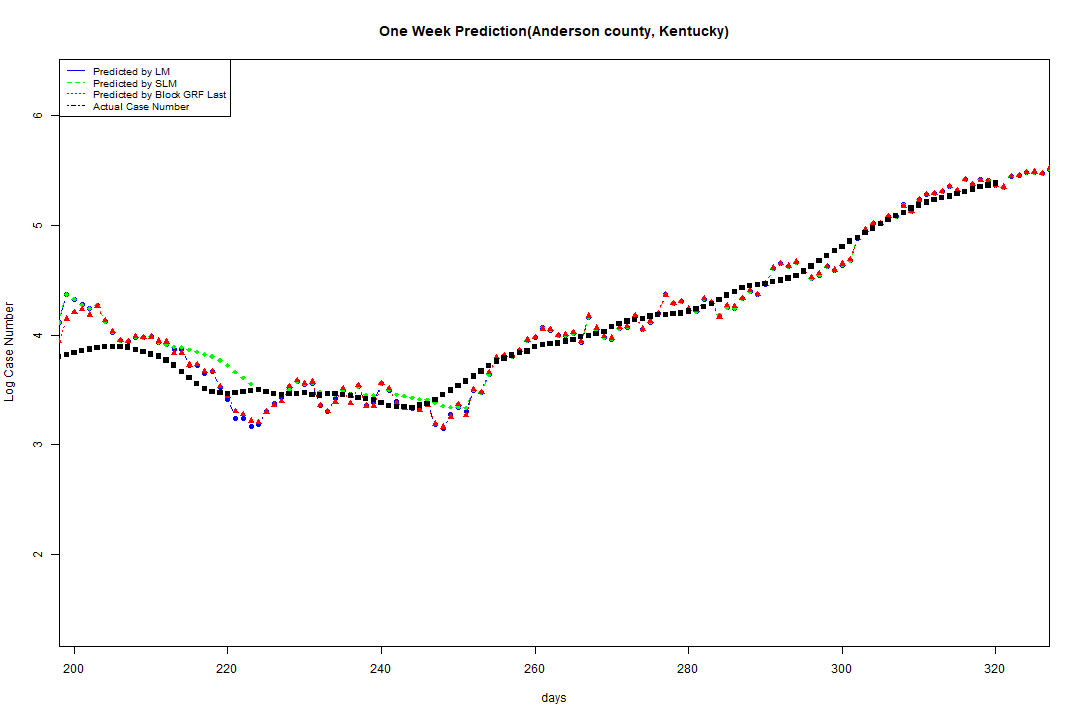 One Week Prediction(Anderson county, Kentucky)
Predicted by LM
Predicted by SLM
Predicted by Block GRF Last
Actual Case Number
6
5
4
3
2
Log Case Number
200 220 240 260 280 300 320
days